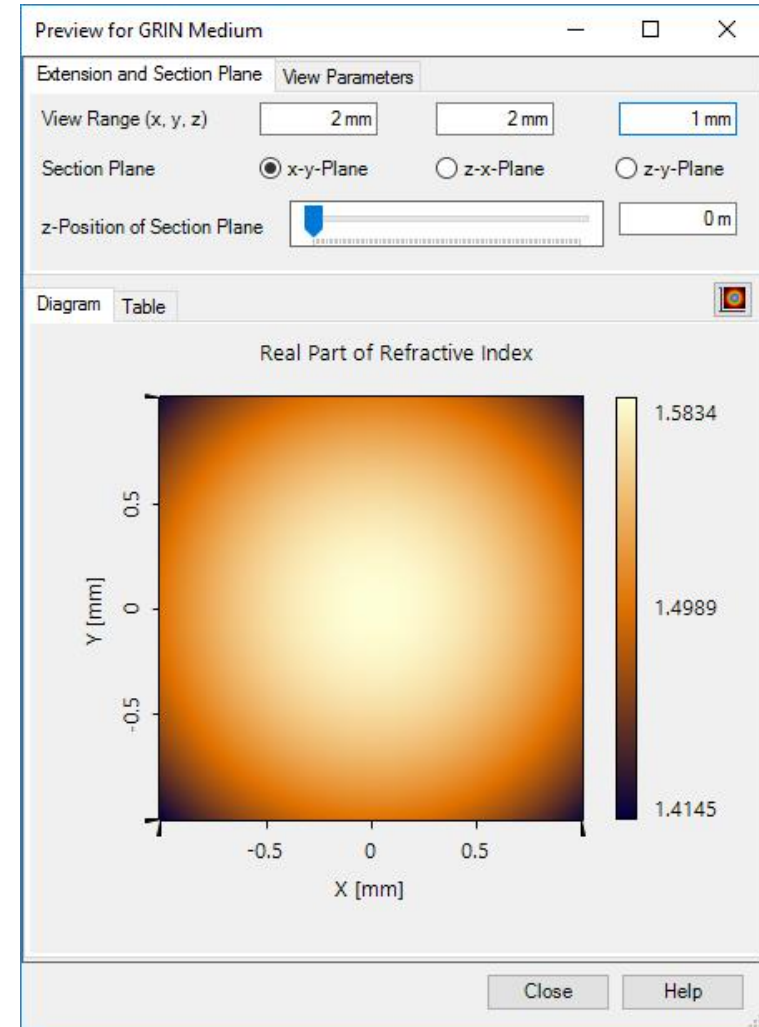 Preview for GRIN Medium
Extension and Section Plane View Parameters
View Range (x, y, z) 2 mm 2 mm 1 mm
Section Plane x-y-Plane z-x-Plane z-y-Plane
z-Position of Section Plane 0 m
Diagram Table
Real Part of Refractive Index
1.5834
0.5
Y [mm] 0 1.4989
-0.5
1.4145
-0.5 0 0.5
X [mm]
Close Help